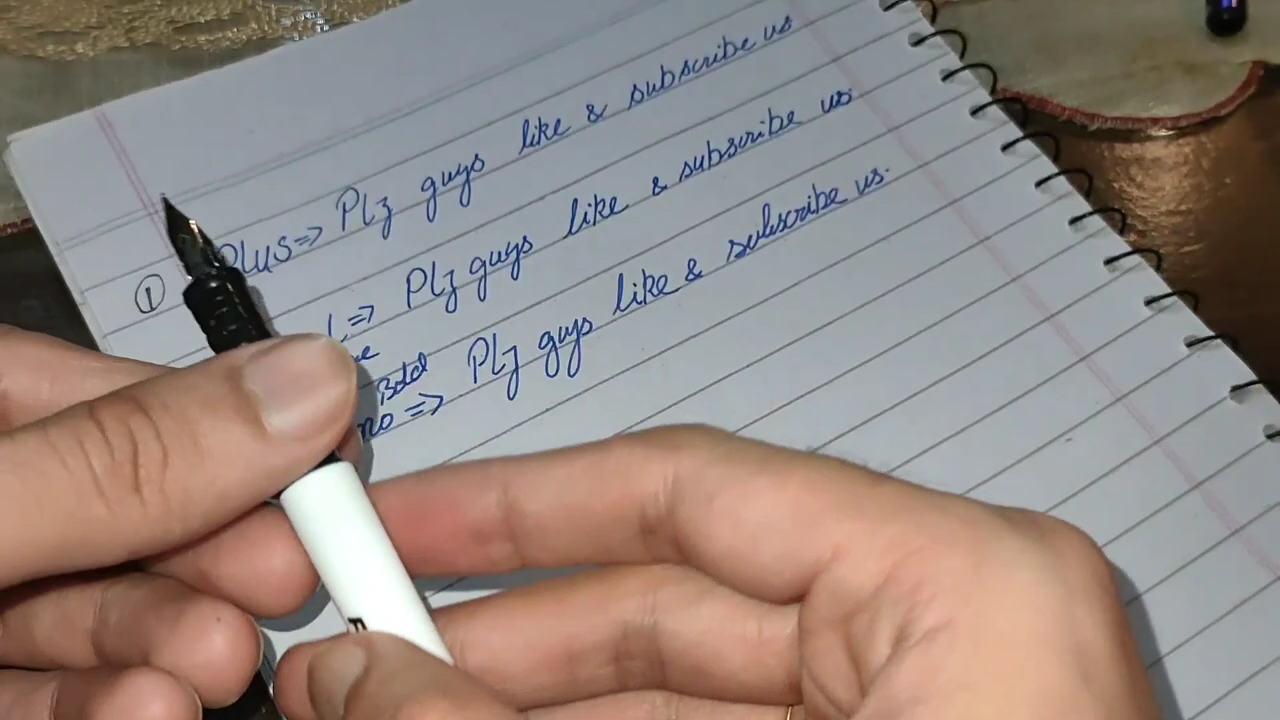 ① Plus => Plz guys like & subscribe us
=> Plz guys like & subscribe us.
Bold
=> Plz guys like & subscribe us.